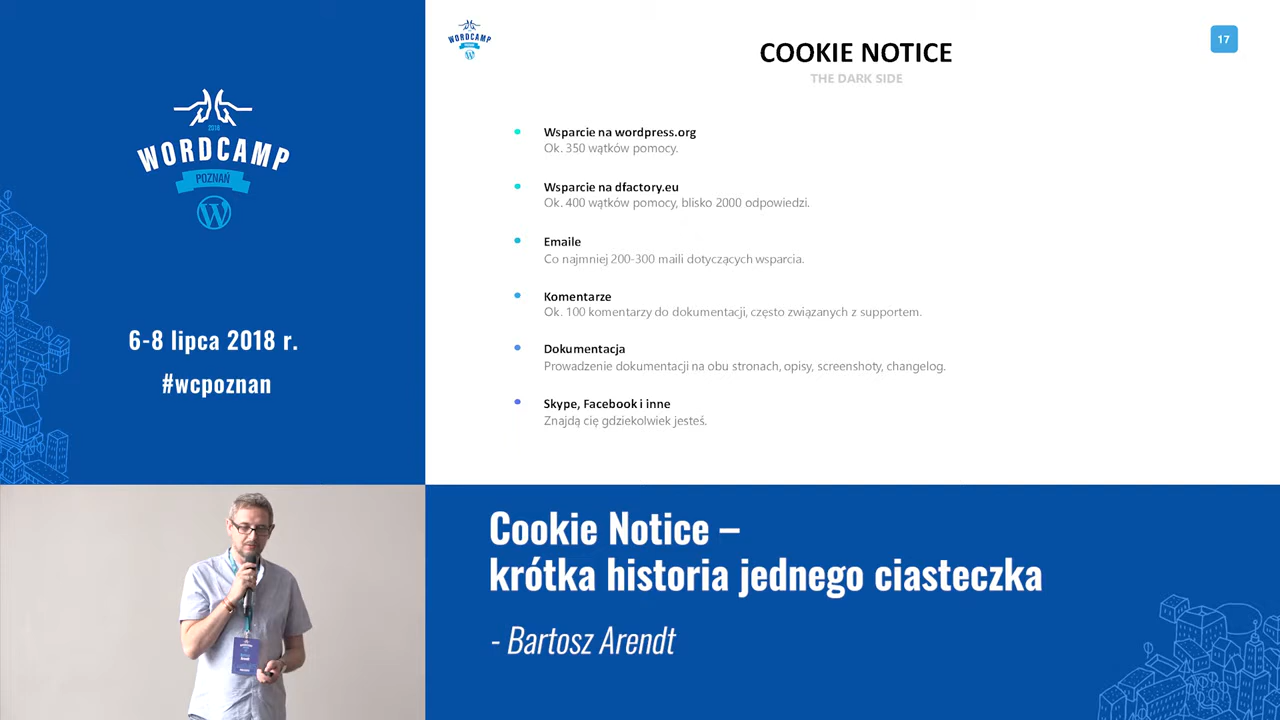 2018
WORDCAMP
POZNAŃ
6-8 lipca 2018 r.
#wcpoznan
WORDCAMP
17
COOKIE NOTICE
THE DARK SIDE
Wsparcie na wordpress.org
Ok. 350 wątków pomocy.
Wsparcie na dfactory.eu
Ok. 400 wątków pomocy, blisko 2000 odpowiedzi.
Emaile
Co najmniej 200-300 maili dotyczących wsparcia.
Komentarze
Ok. 100 komentarzy do dokumentacji, często związanych z supportem.
Dokumentacja
Prowadzenie dokumentacji na obu stronach, opisy, screenshoty, changelog.
Skype, Facebook i inne
Znajdą cię gdziekolwiek jesteś.
Cookie Notice –
krótka historia jednego ciasteczka
- Bartosz Arendt